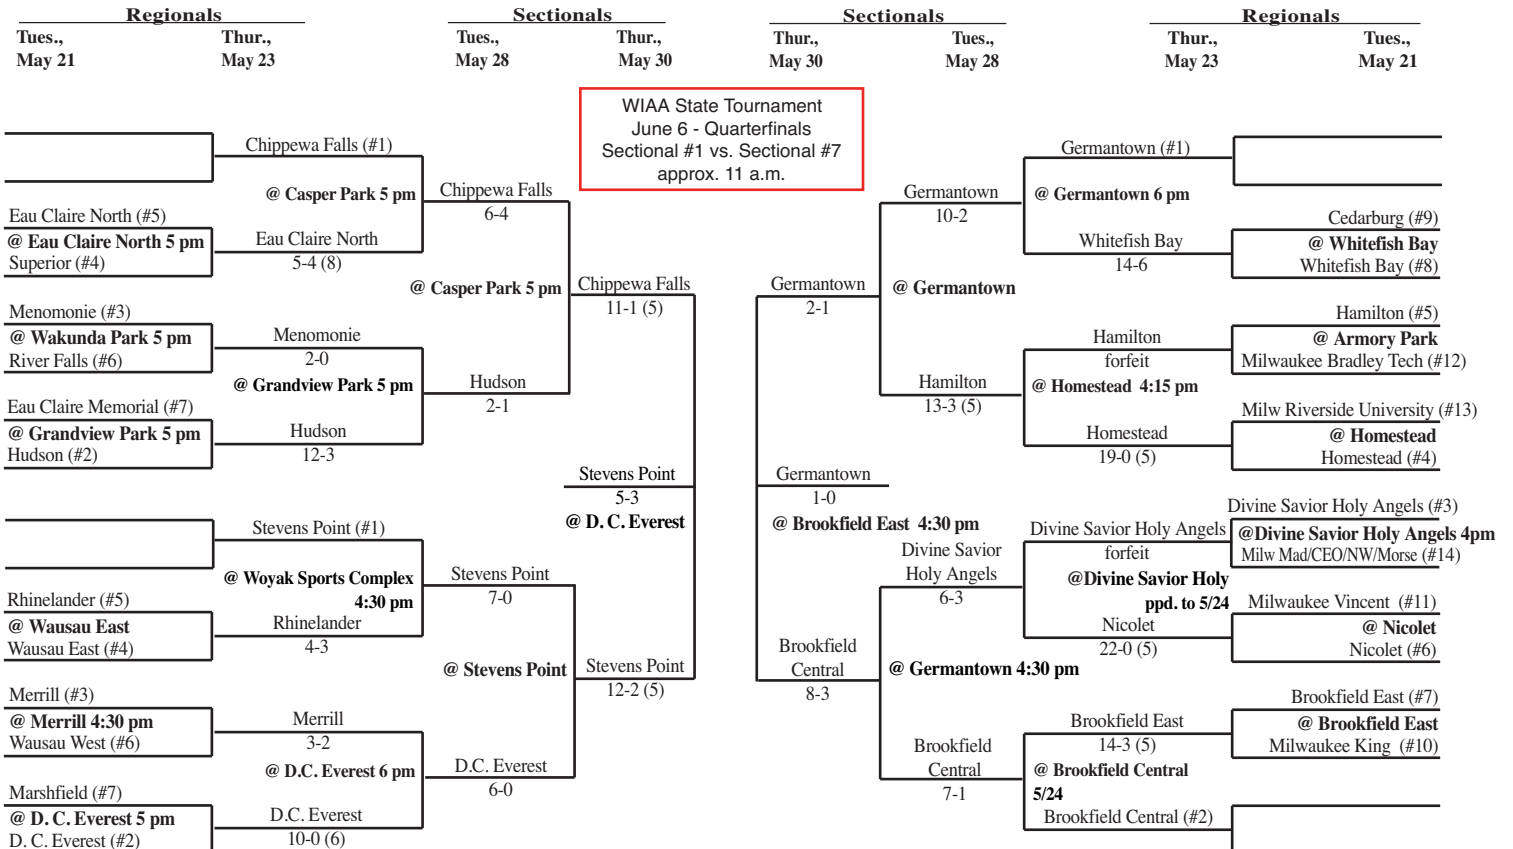 Regionals
Sectionals
Sectionals
Regionals
Tues.,
May 21
Thur.,
May 23
Tues.,
May 28
Thur.,
May 30
Thur.,
May 30
Tues.,
May 28
Thur.,
May 23
Tues.,
May 21
WIAA State Tournament
June 6 - Quarterfinals
Sectional #1 vs. Sectional #7
approx. 11 a.m.
Eau Claire North (#5)
@ Eau Claire North 5 pm
Superior (#4)
Menomonie (#3)
@ Wakunda Park 5 pm
River Falls (#6)
Eau Claire Memorial (#7)
@ Grandview Park 5 pm
Hudson (#2)
Rhinelander (#5)
@ Wausau East
Wausau East (#4)
Merrill (#3)
@ Merrill 4:30 pm
Wausau West (#6)
Marshfield (#7)
@ D. C. Everest 5 pm
D. C. Everest (#2)
Chippewa Falls (#1)
@ Casper Park 5 pm
Eau Claire North
5-4 (8)
Menomonie
2-0
@ Grandview Park 5 pm
Hudson
12-3
Stevens Point (#1)
@ Woyak Sports Complex
4:30 pm
Rhinelander
4-3
Merrill
3-2
@ D.C. Everest 6 pm
D.C. Everest
10-0 (6)
Chippewa Falls
6-4
@ Casper Park 5 pm
Hudson
2-1
Stevens Point
7-0
@ Stevens Point
D.C. Everest
6-0
Chippewa Falls
11-1 (5)
Stevens Point
5-3
@ D. C. Everest
Stevens Point
12-2 (5)
Germantown
2-1
Germantown
1-0
@ Brookfield East 4:30 pm
Brookfield
Central
8-3
Germantown
10-2
@ Germantown
Hamilton
13-3 (5)
Divine Savior
Holy Angels
6-3
@ Germantown 4:30 pm
Brookfield
Central
7-1
Germantown (#1)
@ Germantown 6 pm
Whitefish Bay
14-6
Hamilton
forfeit
@ Homestead 4:15 pm
Homestead
19-0 (5)
Divine Savior Holy Angels
forfeit
@Divine Savior Holy
ppd. to 5/24
Nicolet
22-0 (5)
Brookfield East
14-3 (5)
@ Brookfield Central
5/24
Brookfield Central (#2)
Cedarburg (#9)
@ Whitefish Bay
Whitefish Bay (#8)
Hamilton (#5)
@ Armory Park
Milwaukee Bradley Tech (#12)
Milw Riverside University (#13)
@ Homestead
Homestead (#4)
Divine Savior Holy Angels (#3)
@Divine Savior Holy Angels 4pm
Milw Mad/CEO/NW/Morse (#14)
Milwaukee Vincent (#11)
@ Nicolet
Nicolet (#6)
Brookfield East (#7)
@ Brookfield East
Milwaukee King (#10)